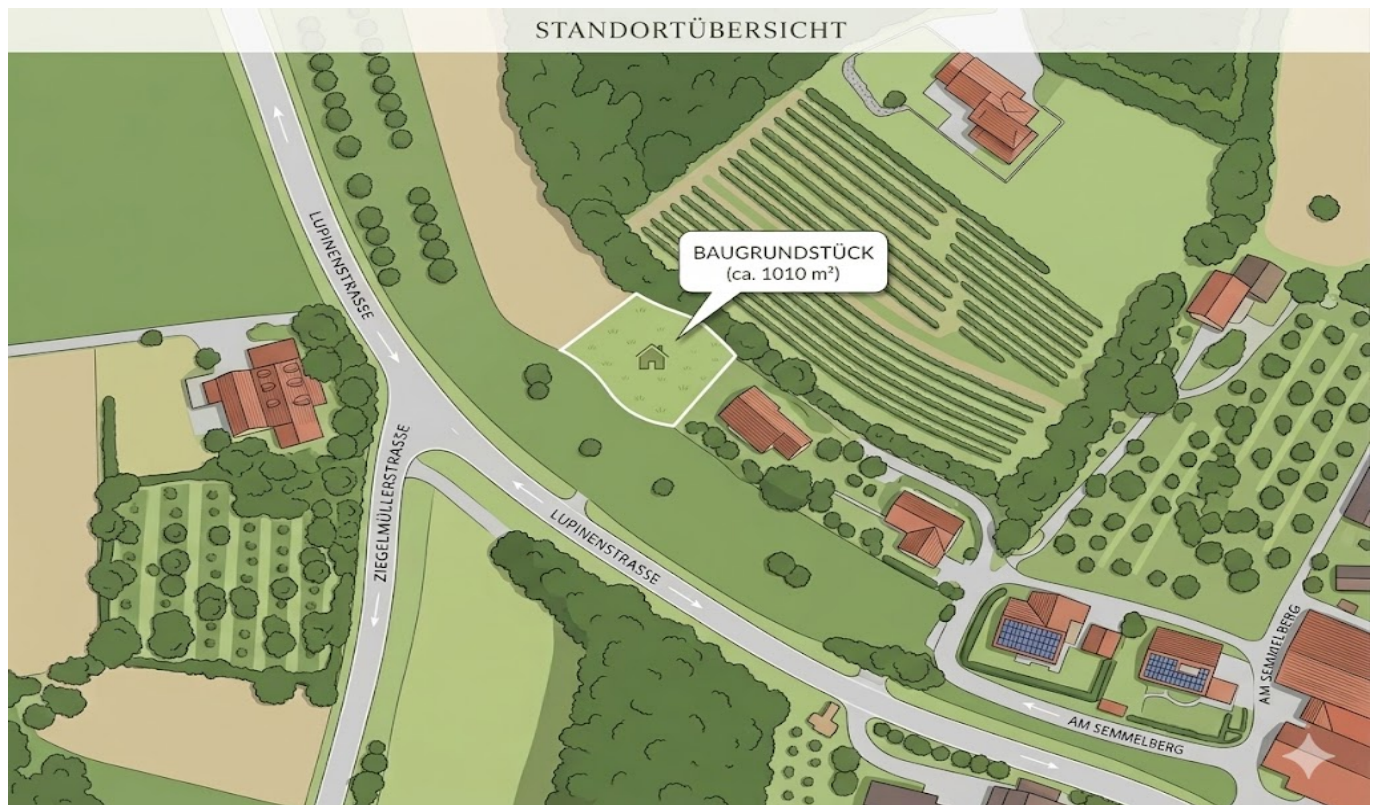 STANDORTÜBERSICHT
LUPINENSTRASSE
BAUGRUNDSTÜCK
(ca. 1010 m²)
ZIEGELMÜLLERSTRASSE
LUPINENSTRASSE
AM SEMMELBERG
AM SEMMELBERG